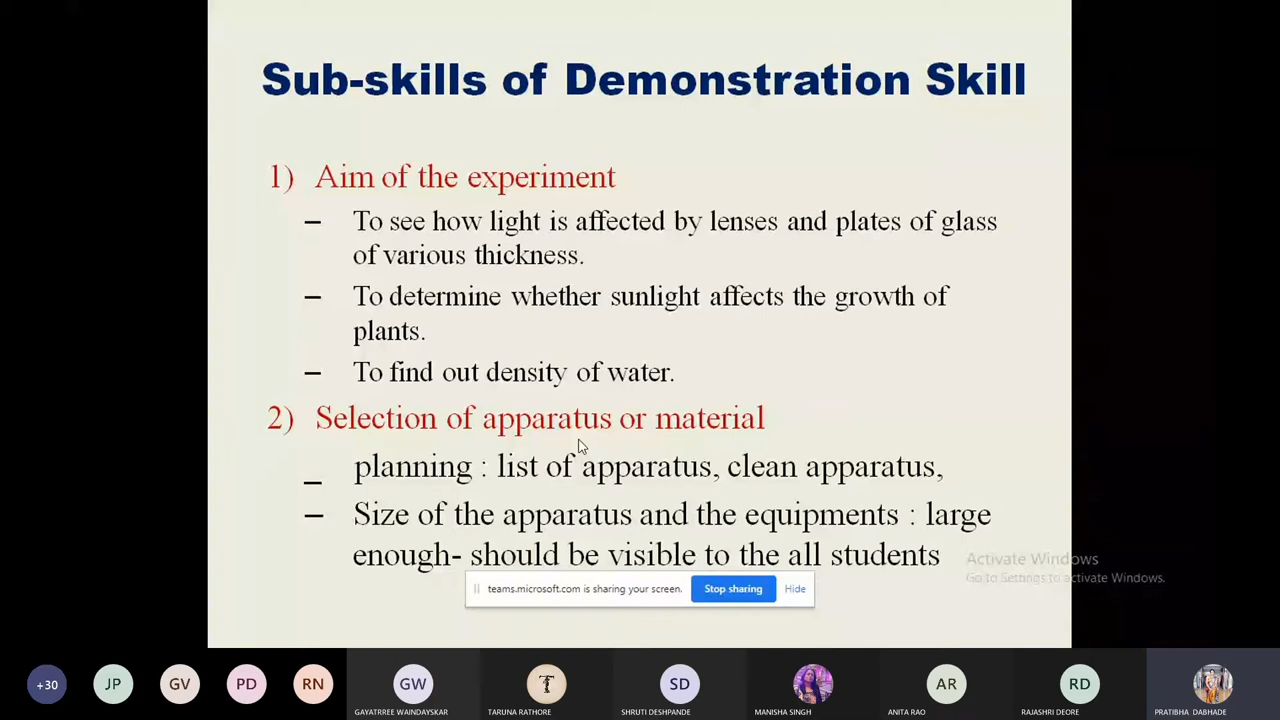 Sub-skills of Demonstration Skill
1) Aim of the experiment
– To see how light is affected by lenses and plates of glass
of various thickness.
– To determine whether sunlight affects the growth of
plants.
– To find out density of water.
2) Selection of apparatus or material
– planning : list of apparatus, clean apparatus,
– Size of the apparatus and the equipments : large
enough- should be visible to the all students
Activate Windows
Go to Settings to activate Windows.
teams.microsoft.com is sharing your screen. Stop sharing Hide
+30 JP GV PD RN GW T SD AR RD
GAYATREE WAINDAYSKAR TARUNA RATHORE SHRUTI DESHPANDE MANISHA SINGH ANITA RAO RAJASHRI DEORE PRATIBHA DABHADE